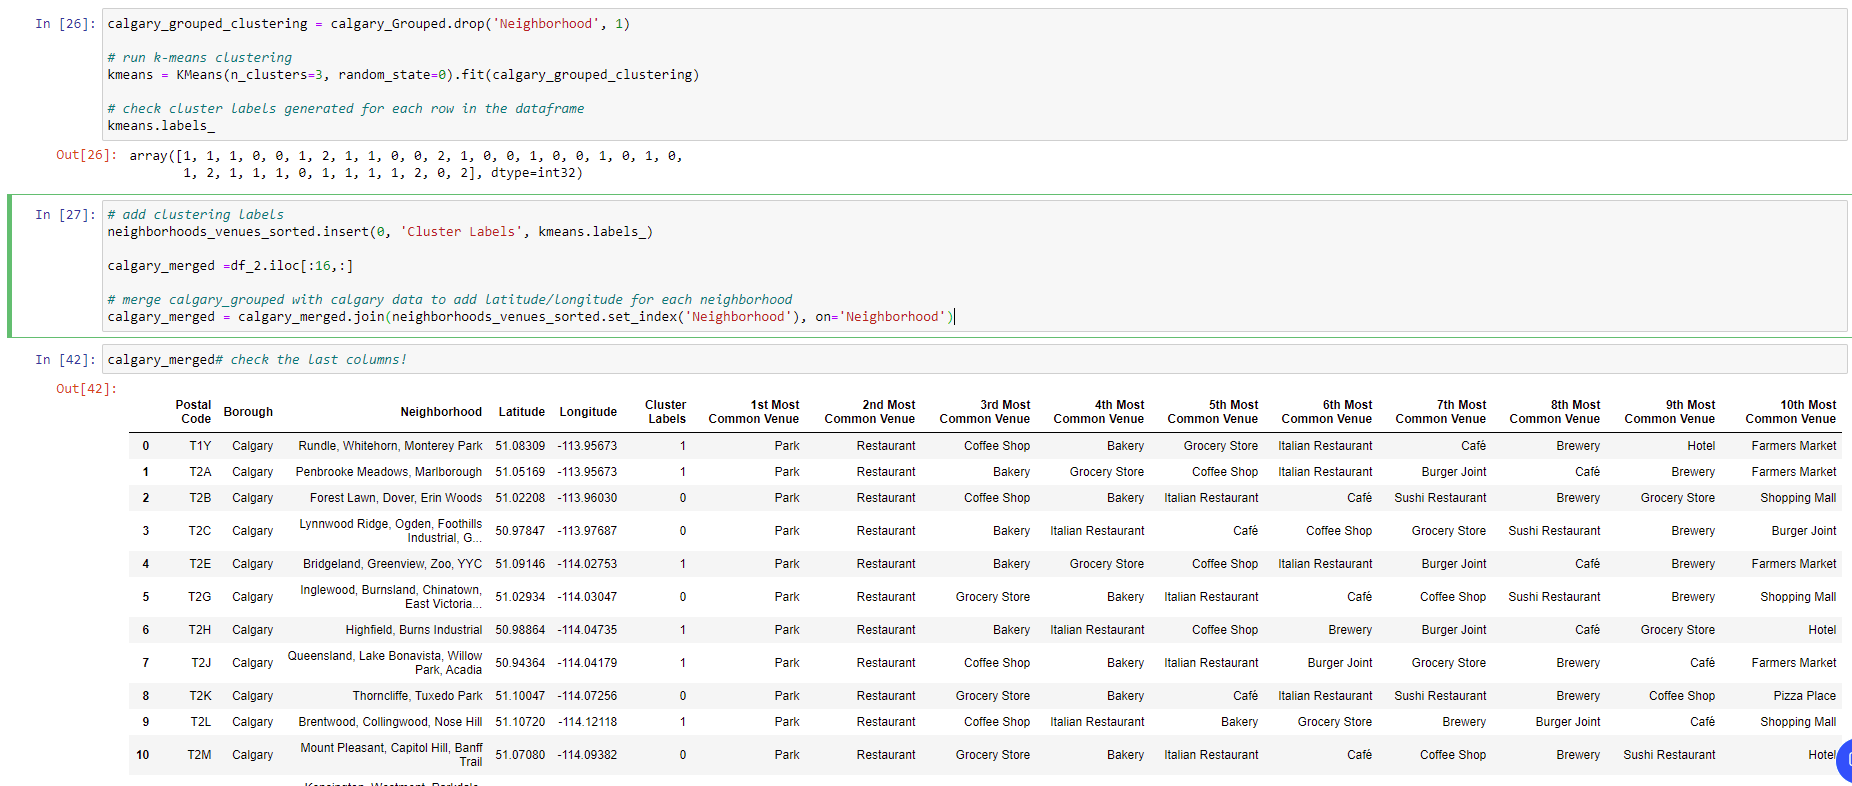 In [26]: calgary_grouped_clustering = calgary_Grouped.drop('Neighborhood', 1)
# run k-means clustering
kmeans = KMeans(n_clusters=3, random_state=0).fit(calgary_grouped_clustering)
# check cluster labels generated for each row in the dataframe
kmeans.labels_
Out[26]: array([1, 1, 1, 0, 0, 1, 2, 1, 1, 0, 0, 2, 1, 0, 0, 1, 0, 0, 1, 0, 1, 0,
1, 2, 1, 1, 1, 0, 1, 1, 1, 1, 2, 0, 2], dtype=int32)
In [27]: # add clustering labels
neighborhoods_venues_sorted.insert(0, 'Cluster Labels', kmeans.labels_)
calgary_merged =df_2.iloc[:16,:]
# merge calgary_grouped with calgary data to add latitude/longitude for each neighborhood
calgary_merged = calgary_merged.join(neighborhoods_venues_sorted.set_index('Neighborhood'), on='Neighborhood')
In [42]: calgary_merged# check the last columns!
Out[42]:
Postal Code Borough Neighborhood Latitude Longitude Cluster Labels 1st Most Common Venue 2nd Most Common Venue 3rd Most Common Venue 4th Most Common Venue 5th Most Common Venue 6th Most Common Venue 7th Most Common Venue 8th Most Common Venue 9th Most Common Venue 10th Most Common Venue
0 T1Y Calgary Rundle, Whitehorn, Monterey Park 51.08309 -113.95673 1 Park Restaurant Coffee Shop Bakery Grocery Store Italian Restaurant Café Brewery Hotel Farmers Market
1 T2A Calgary Penbrooke Meadows, Marlborough 51.05169 -113.95673 1 Park Restaurant Bakery Grocery Store Coffee Shop Italian Restaurant Burger Joint Café Brewery Farmers Market
2 T2B Calgary Forest Lawn, Dover, Erin Woods 51.02208 -113.96030 0 Park Restaurant Coffee Shop Bakery Italian Restaurant Café Sushi Restaurant Brewery Grocery Store Shopping Mall
3 T2C Calgary Lynnwood Ridge, Ogden, Foothills Industrial, G... 50.97847 -113.97687 0 Park Restaurant Bakery Italian Restaurant Café Coffee Shop Grocery Store Sushi Restaurant Brewery Burger Joint
4 T2E Calgary Bridgeland, Greenview, Zoo, YYC 51.09146 -114.02753 1 Park Restaurant Bakery Grocery Store Coffee Shop Italian Restaurant Burger Joint Café Brewery Farmers Market
5 T2G Calgary Inglewood, Burnsland, Chinatown, East Victoria... 51.02934 -114.03047 0 Park Restaurant Grocery Store Bakery Italian Restaurant Café Coffee Shop Sushi Restaurant Brewery Shopping Mall
6 T2H Calgary Highfield, Burns Industrial 50.98864 -114.04735 1 Park Restaurant Bakery Italian Restaurant Coffee Shop Brewery Burger Joint Café Grocery Store Hotel
7 T2J Calgary Queensland, Lake Bonavista, Willow Park, Acadia 50.94364 -114.04179 1 Park Restaurant Coffee Shop Bakery Italian Restaurant Burger Joint Grocery Store Brewery Café Farmers Market
8 T2K Calgary Thorncliffe, Tuxedo Park 51.10047 -114.07256 0 Park Restaurant Grocery Store Bakery Café Italian Restaurant Sushi Restaurant Brewery Coffee Shop Pizza Place
9 T2L Calgary Brentwood, Collingwood, Nose Hill 51.10720 -114.12118 1 Park Restaurant Coffee Shop Italian Restaurant Bakery Grocery Store Brewery Burger Joint Café Shopping Mall
10 T2M Calgary Mount Pleasant, Capitol Hill, Banff Trail 51.07080 -114.09382 0 Park Restaurant Grocery Store Bakery Italian Restaurant Café Coffee Shop Brewery Sushi Restaurant Hotel